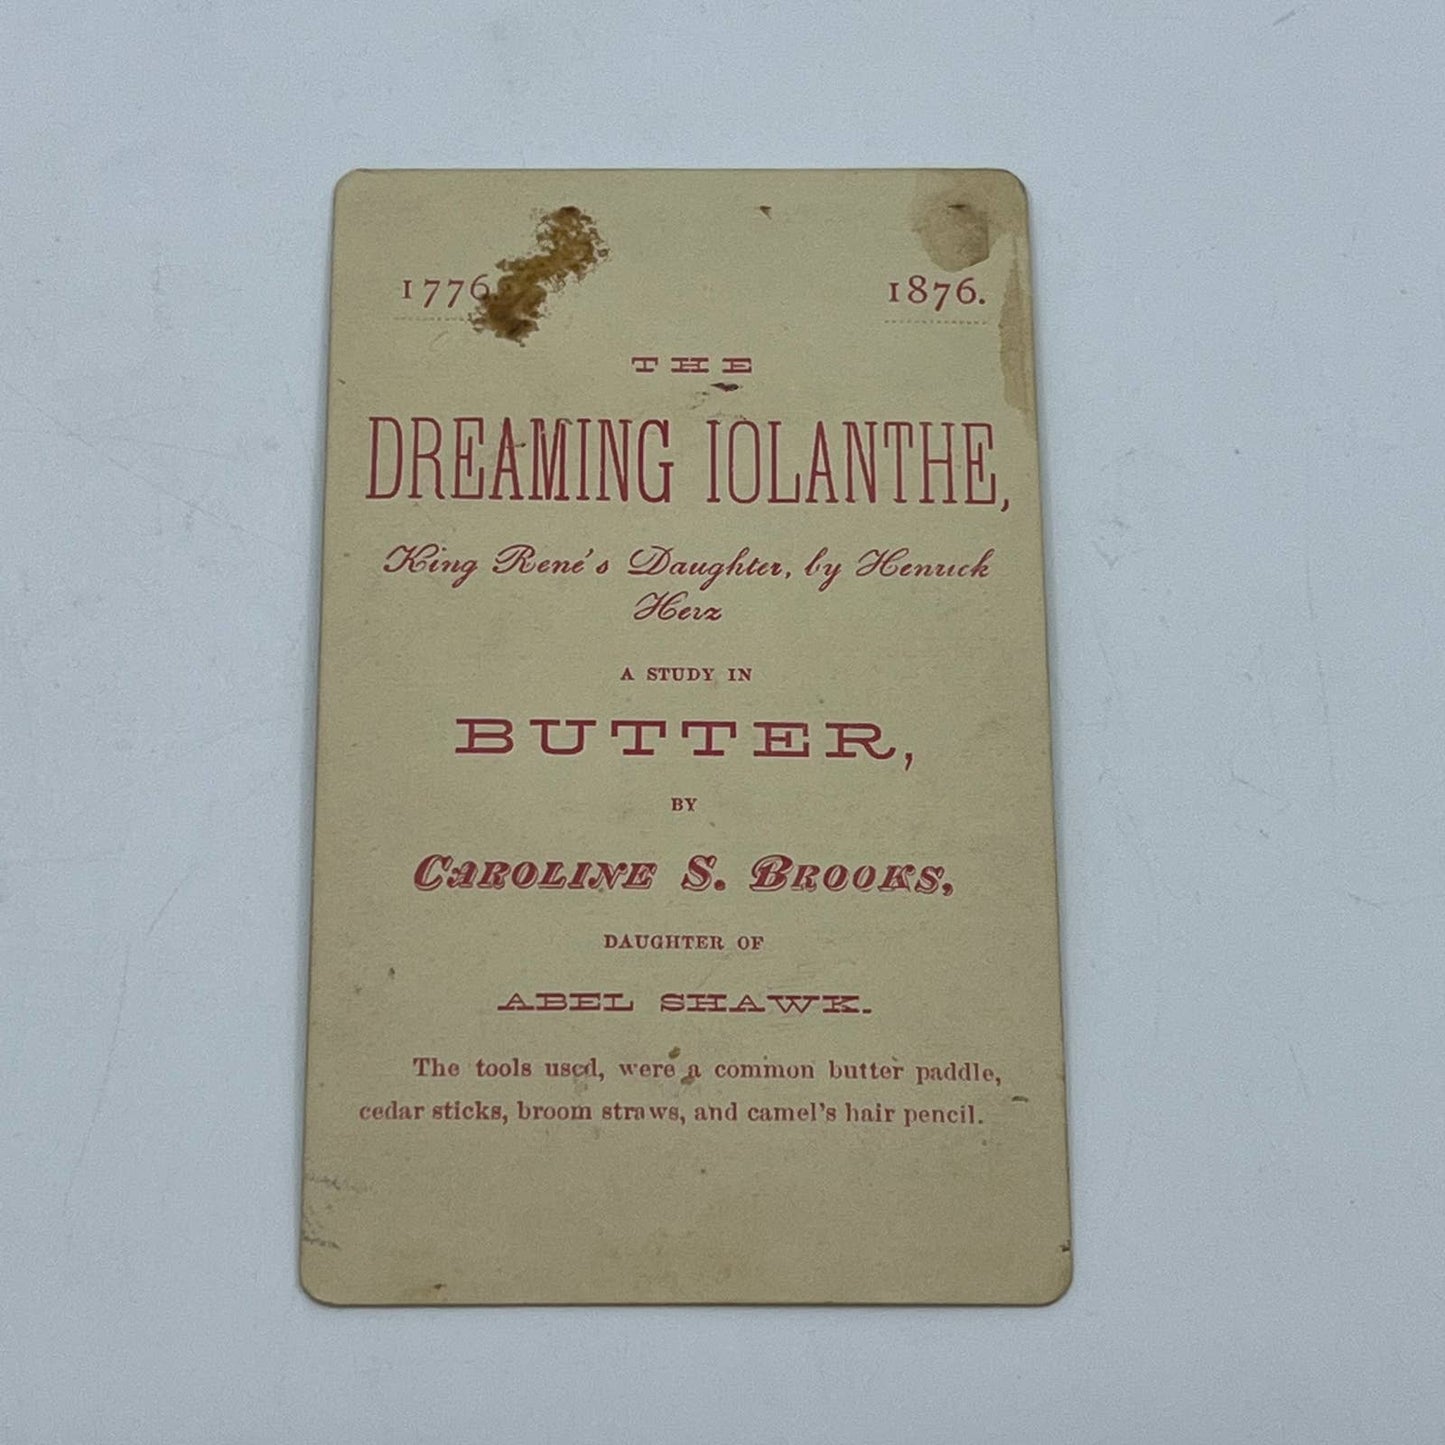 1776 1876.
THE
DREAMING IOLANTHE,
King René's Daughter, by Henrick
Herz
A STUDY IN
BUTTER,
BY
CAROLINE S. BROOKS,
DAUGHTER OF
ABEL SHAWK.
The tools used, were a common butter paddle,
cedar sticks, broom straws, and camel's hair pencil.